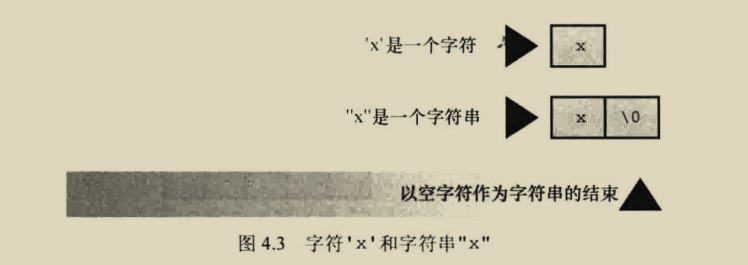 'x'是一个字符 x
"x"是一个字符串 x \0
以空字符作为字符串的结束
图 4.3 字符'x'和字符串"x"